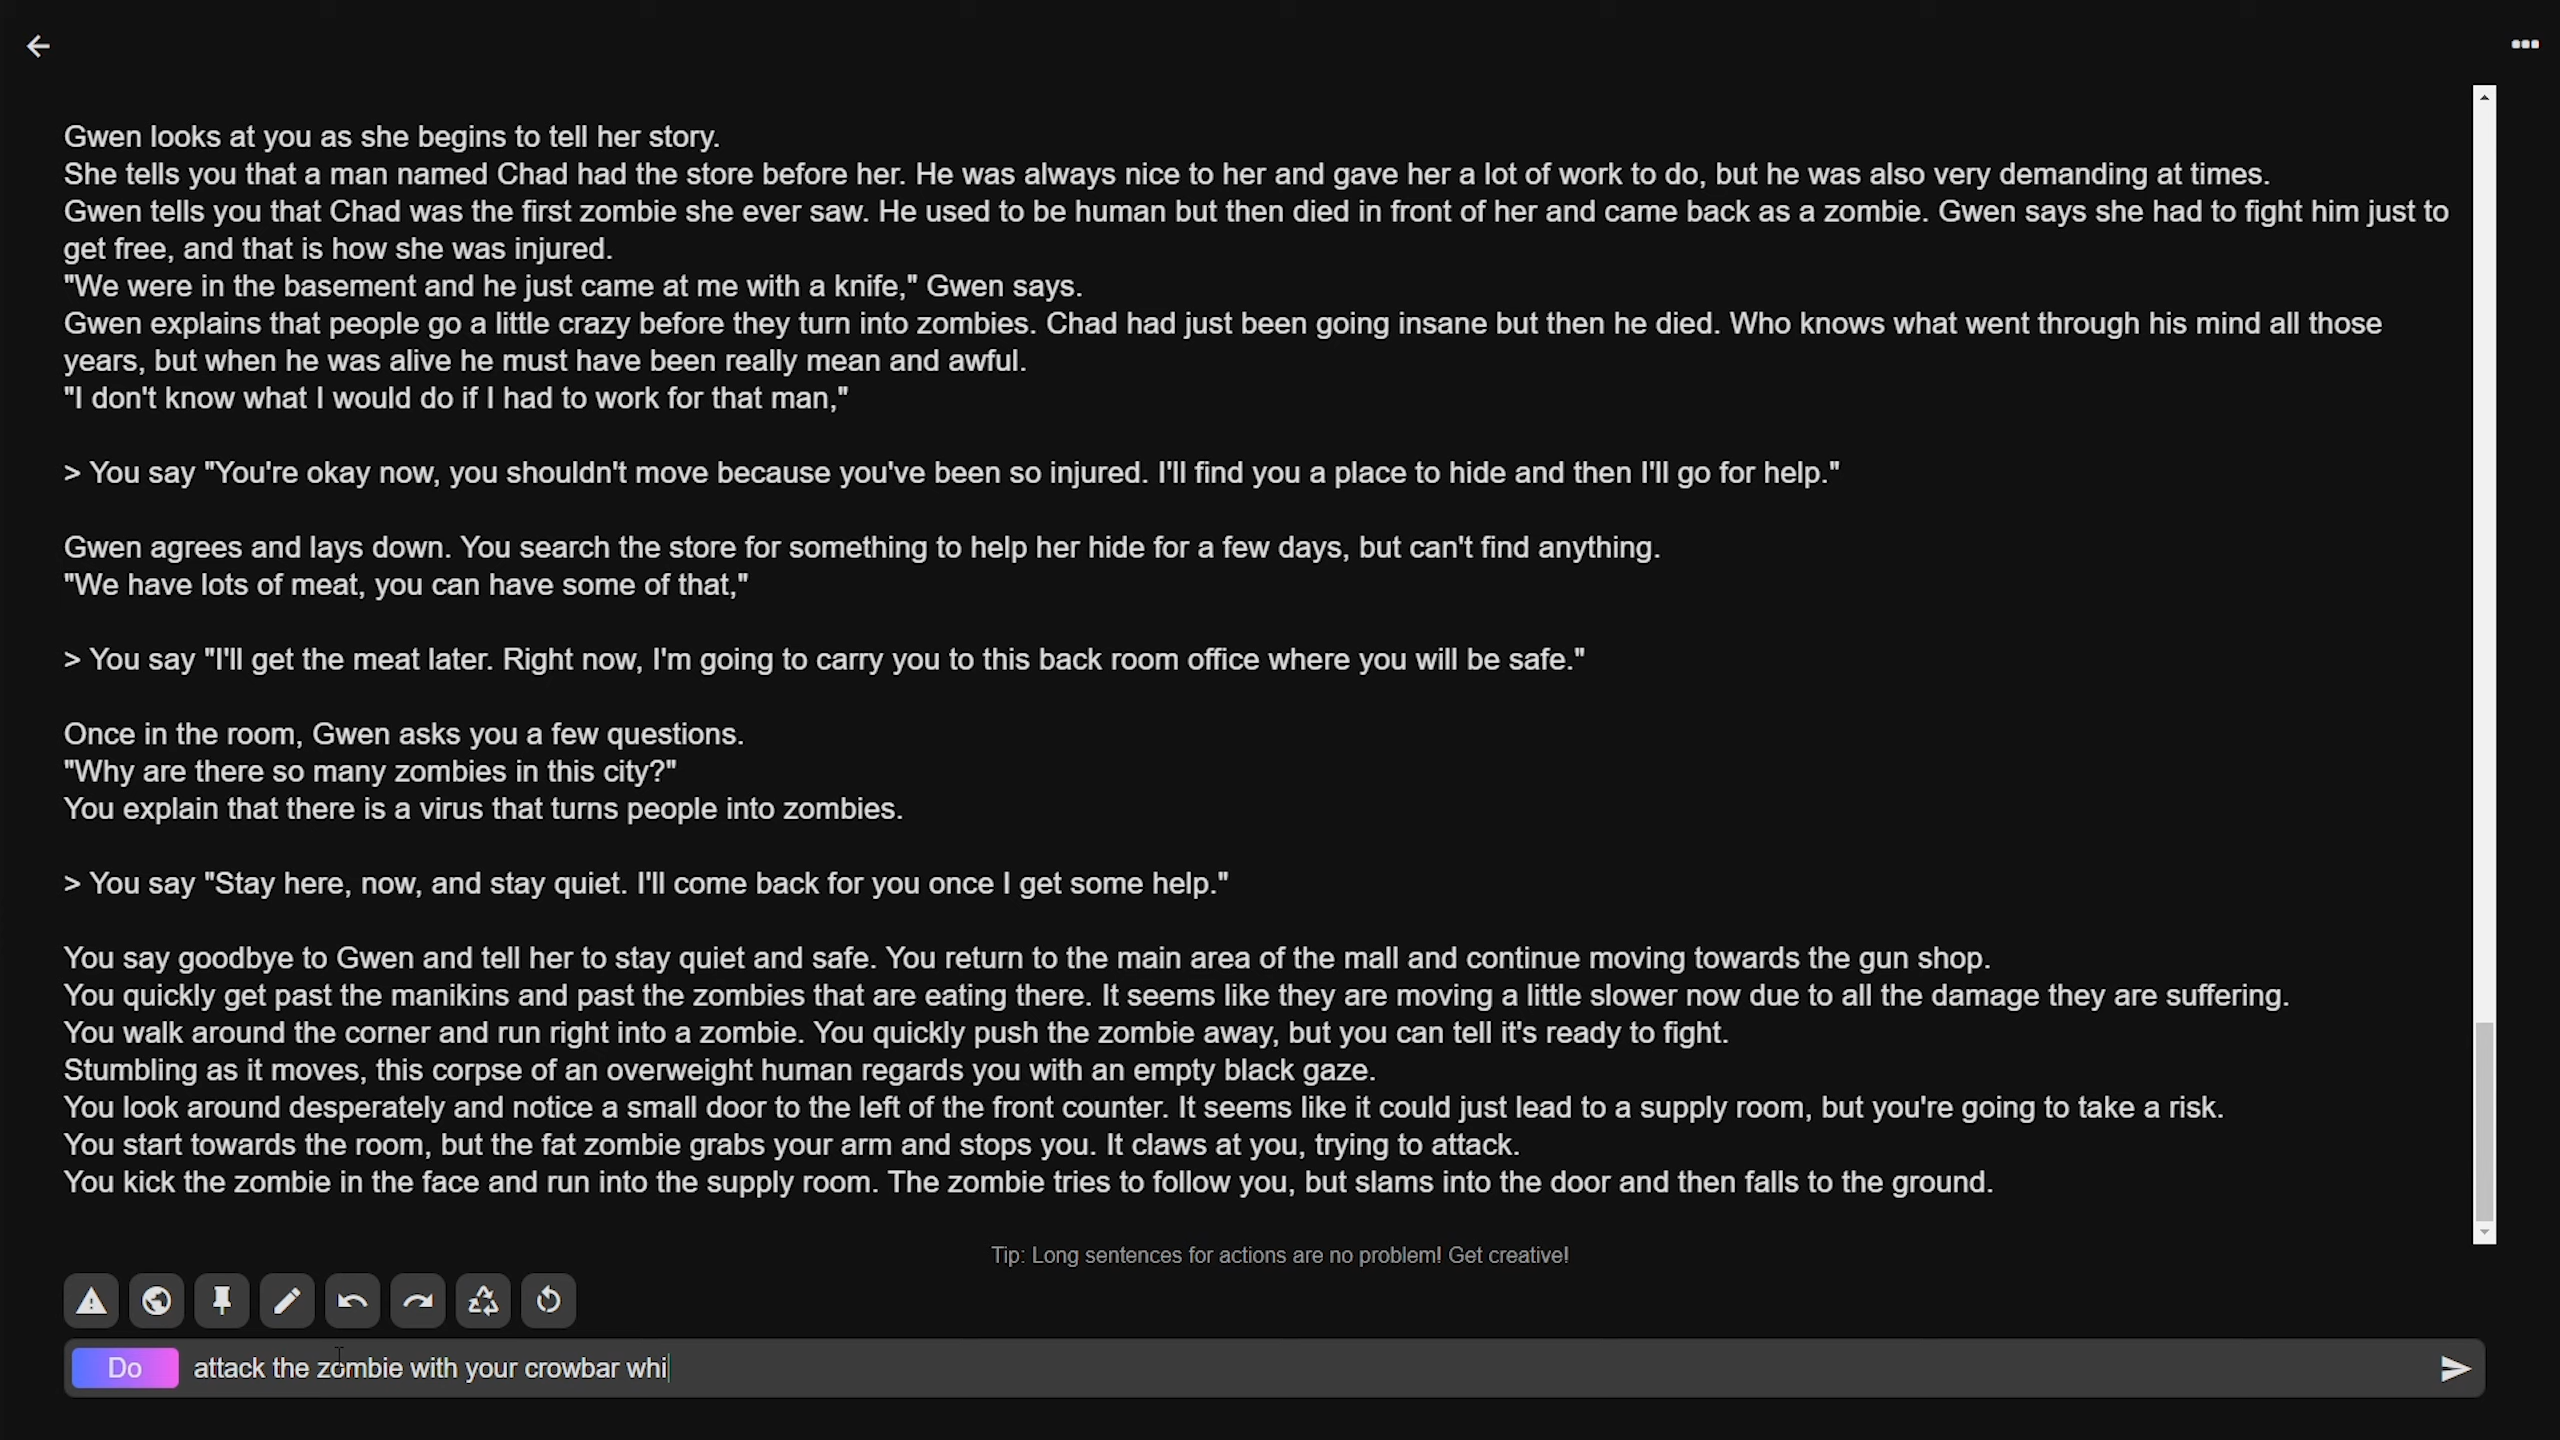 Gwen looks at you as she begins to tell her story.
She tells you that a man named Chad had the store before her. He was always nice to her and gave her a lot of work to do, but he was also very demanding at times.
Gwen tells you that Chad was the first zombie she ever saw. He used to be human but then died in front of her and came back as a zombie. Gwen says she had to fight him just to
get free, and that is how she was injured.
"We were in the basement and he just came at me with a knife," Gwen says.
Gwen explains that people go a little crazy before they turn into zombies. Chad had just been going insane but then he died. Who knows what went through his mind all those
years, but when he was alive he must have been really mean and awful.
"I don't know what I would do if I had to work for that man,"
> You say "You're okay now, you shouldn't move because you've been so injured. I'll find you a place to hide and then I'll go for help."
Gwen agrees and lays down. You search the store for something to help her hide for a few days, but can't find anything.
"We have lots of meat, you can have some of that,"
> You say "I'll get the meat later. Right now, I'm going to carry you to this back room office where you will be safe."
Once in the room, Gwen asks you a few questions.
"Why are there so many zombies in this city?"
You explain that there is a virus that turns people into zombies.
> You say "Stay here, now, and stay quiet. I'll come back for you once I get some help."
You say goodbye to Gwen and tell her to stay quiet and safe. You return to the main area of the mall and continue moving towards the gun shop.
You quickly get past the manikins and past the zombies that are eating there. It seems like they are moving a little slower now due to all the damage they are suffering.
You walk around the corner and run right into a zombie. You quickly push the zombie away, but you can tell it's ready to fight.
Stumbling as it moves, this corpse of an overweight human regards you with an empty black gaze.
You look around desperately and notice a small door to the left of the front counter. It seems like it could just lead to a supply room, but you're going to take a risk.
You start towards the room, but the fat zombie grabs your arm and stops you. It claws at you, trying to attack.
You kick the zombie in the face and run into the supply room. The zombie tries to follow you, but slams into the door and then falls to the ground.
Tip: Long sentences for actions are no problem! Get creative!
Do attack the zombie with your crowbar whi